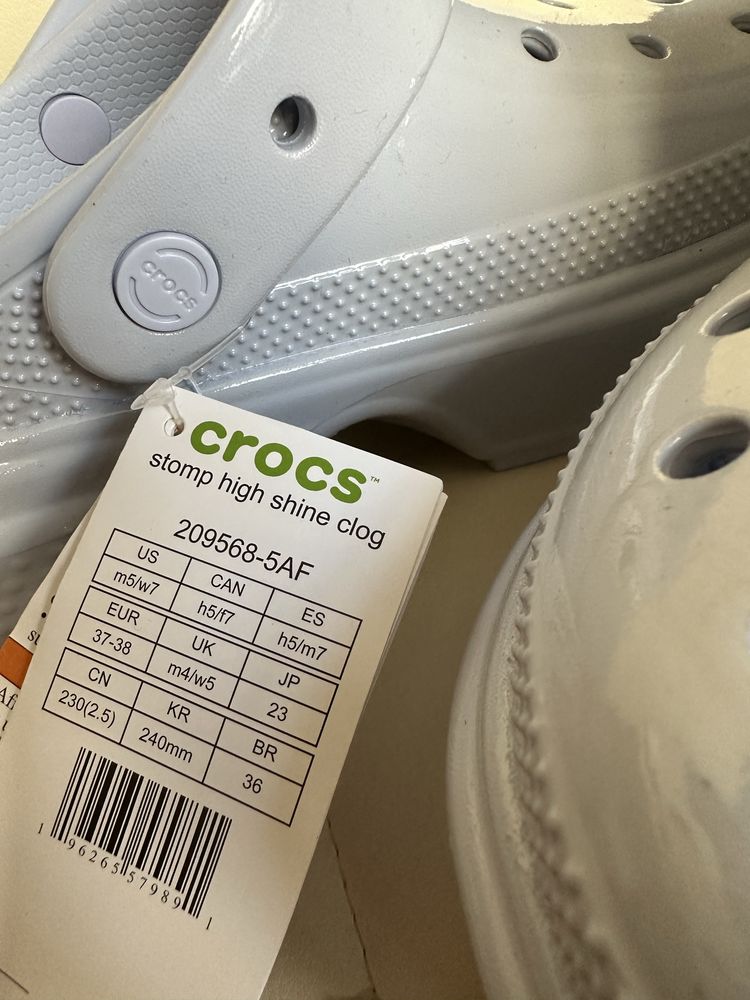 crocs
crocs™
stomp high shine clog
209568-5AF
US CAN ES
m5/w7 h5/f7 h5/m7
EUR UK JP
37-38 m4/w5 23
CN KR BR
230(2.5) 240mm 36
1 96265 57989 1